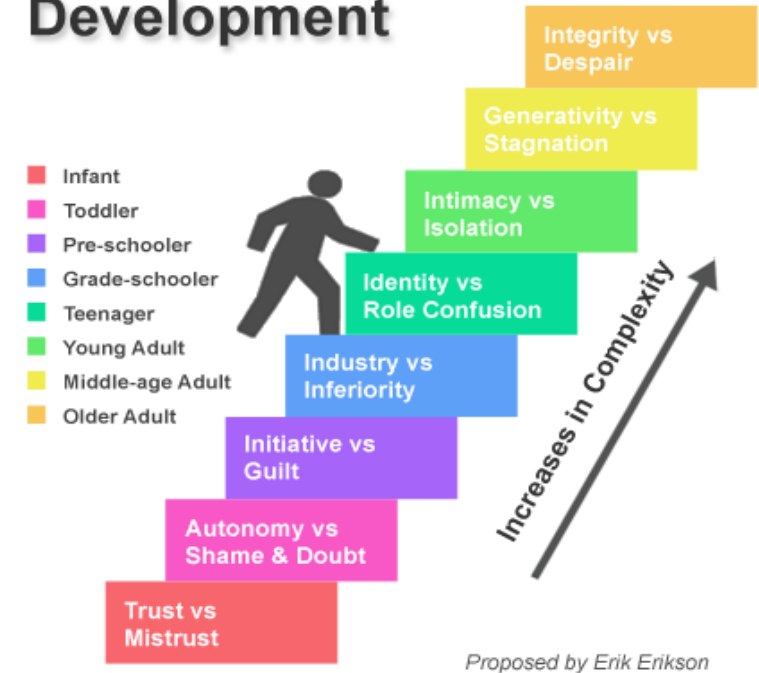 Development
Integrity vs
Despair
Generativity vs
Stagnation
Intimacy vs
Isolation
Identity vs
Role Confusion
Industry vs
Inferiority
Initiative vs
Guilt
Autonomy vs
Shame & Doubt
Trust vs
Mistrust
Infant
Toddler
Pre-schooler
Grade-schooler
Teenager
Young Adult
Middle-age Adult
Older Adult
Increases in Complexity
Proposed by Erik Erikson